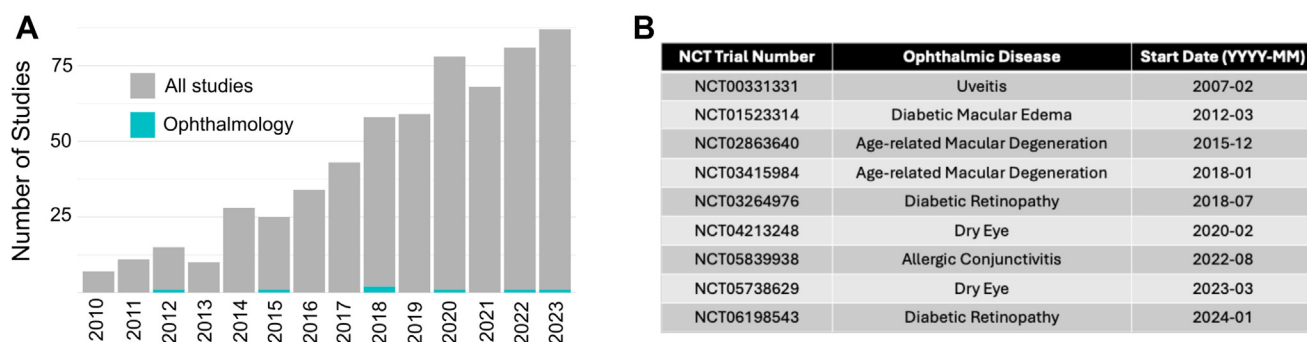 A
Number of Studies
75
50
25
All studies
Ophthalmology
2010 2011 2012 2013 2014 2015 2016 2017 2018 2019 2020 2021 2022 2023
B
NCT Trial Number Ophthalmic Disease Start Date (YYYY-MM)
NCT00331331 Uveitis 2007-02
NCT01523314 Diabetic Macular Edema 2012-03
NCT02863640 Age-related Macular Degeneration 2015-12
NCT03415984 Age-related Macular Degeneration 2018-01
NCT03264976 Diabetic Retinopathy 2018-07
NCT04213248 Dry Eye 2020-02
NCT05839938 Allergic Conjunctivitis 2022-08
NCT05738629 Dry Eye 2023-03
NCT06198543 Diabetic Retinopathy 2024-01